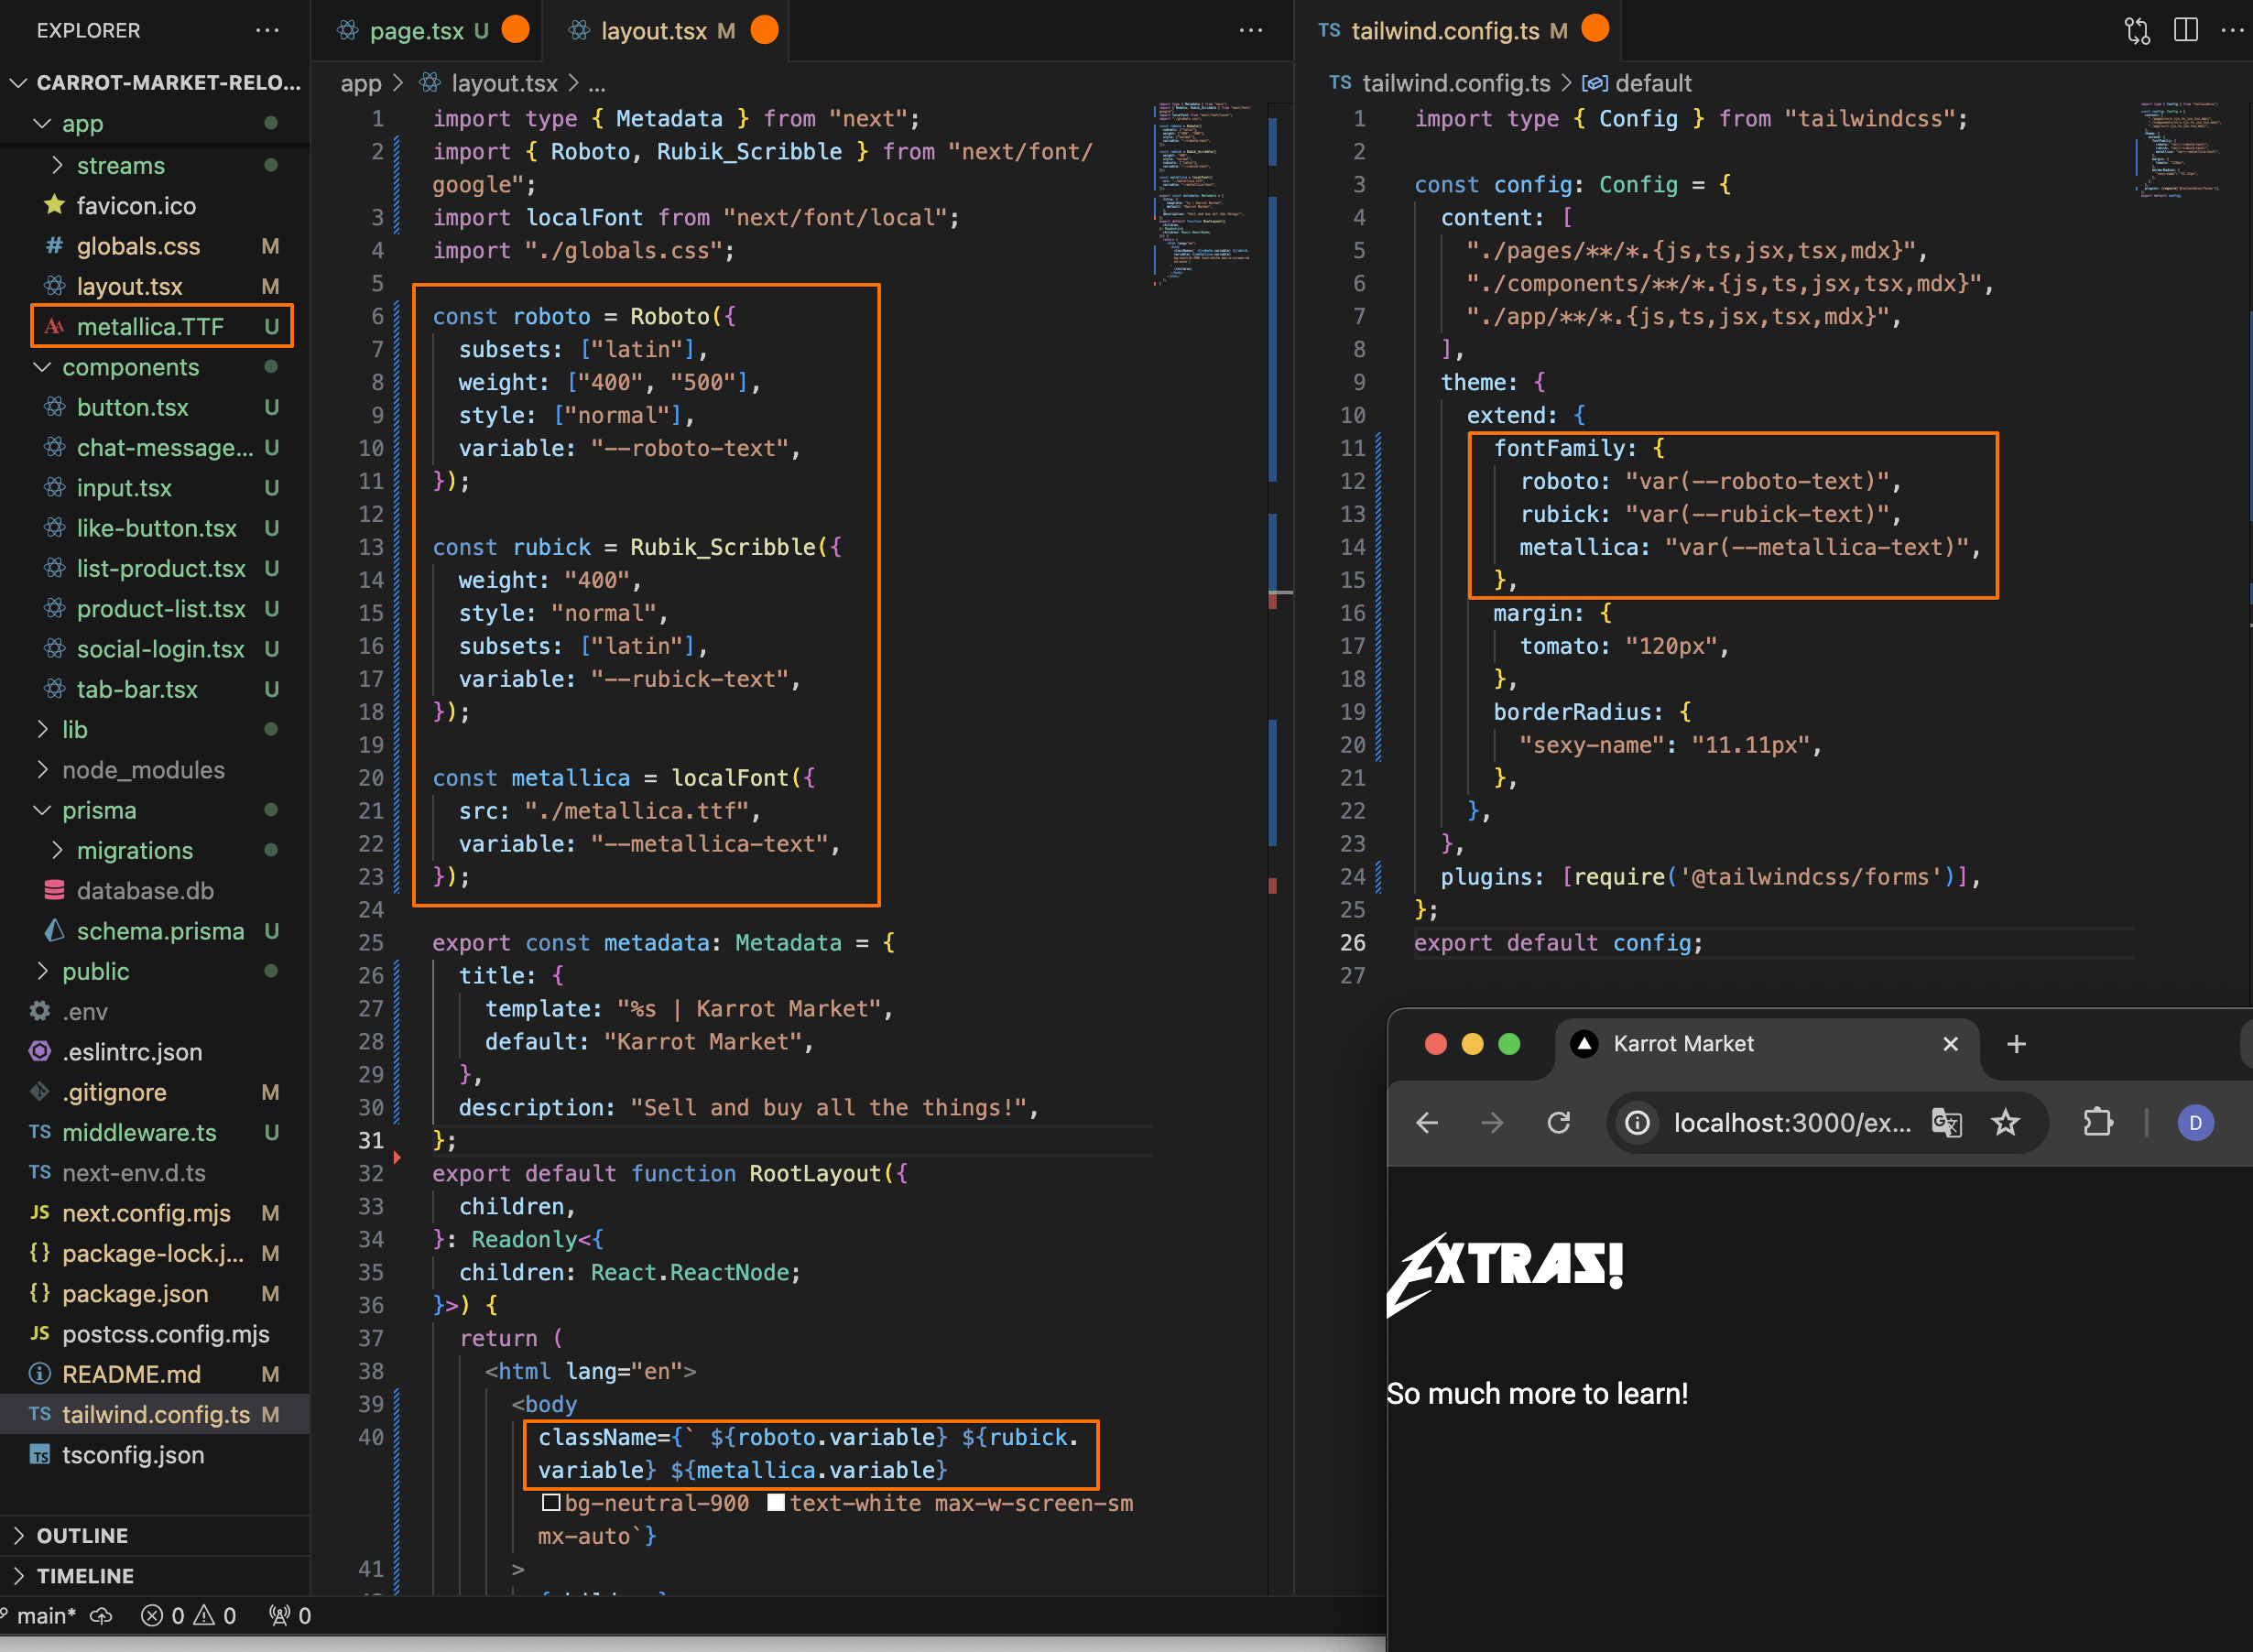 EXPLORER
CARROT-MARKET-RELO...
app
streams
favicon.ico
globals.css M
layout.tsx M
metallica.TTF U
components
button.tsx U
chat-message... U
input.tsx U
like-button.tsx U
list-product.tsx U
product-list.tsx U
social-login.tsx U
tab-bar.tsx U
lib
node_modules
prisma
migrations
database.db
schema.prisma U
public
.env
.eslintrc.json
.gitignore M
TS middleware.ts U
TS next-env.d.ts
JS next.config.mjs M
{} package-lock.j... M
{} package.json M
JS postcss.config.mjs
README.md M
TS tailwind.config.ts M
TS tsconfig.json
OUTLINE
TIMELINE
main* 0 0 0
page.tsx U
layout.tsx M
app > layout.tsx > ...
1 import type { Metadata } from "next";
2 import { Roboto, Rubik_Scribble } from "next/font/
google";
3 import localFont from "next/font/local";
4 import "./globals.css";
5
6 const roboto = Roboto({
7 subsets: ["latin"],
8 weight: ["400", "500"],
9 style: ["normal"],
10 variable: "--roboto-text",
11 });
12
13 const rubick = Rubik_Scribble({
14 weight: "400",
15 style: "normal",
16 subsets: ["latin"],
17 variable: "--rubick-text",
18 });
19
20 const metallica = localFont({
21 src: "./metallica.ttf",
22 variable: "--metallica-text",
23 });
24
25 export const metadata: Metadata = {
26 title: {
27 template: "%s | Karrot Market",
28 default: "Karrot Market",
29 },
30 description: "Sell and buy all the things!",
31 };
32 export default function RootLayout({
33 children,
34 }: Readonly<{
35 children: React.ReactNode;
36 }>) {
37 return (
38 <html lang="en">
39 <body
40 className={` ${roboto.variable} ${rubick.
variable} ${metallica.variable}
bg-neutral-900 text-white max-w-screen-sm
mx-auto`}
41 >
TS tailwind.config.ts M
TS tailwind.config.ts > default
1 import type { Config } from "tailwindcss";
2
3 const config: Config = {
4 content: [
5 "./pages/**/*.{js,ts,jsx,tsx,mdx}",
6 "./components/**/*.{js,ts,jsx,tsx,mdx}",
7 "./app/**/*.{js,ts,jsx,tsx,mdx}",
8 ],
9 theme: {
10 extend: {
11 fontFamily: {
12 roboto: "var(--roboto-text)",
13 rubick: "var(--rubick-text)",
14 metallica: "var(--metallica-text)",
15 },
16 margin: {
17 tomato: "120px",
18 },
19 borderRadius: {
20 "sexy-name": "11.11px",
21 },
22 },
23 },
24 plugins: [require('@tailwindcss/forms')],
25 };
26 export default config;
27
Karrot Market
localhost:3000/ex...
D
EXTRAS!
So much more to learn!